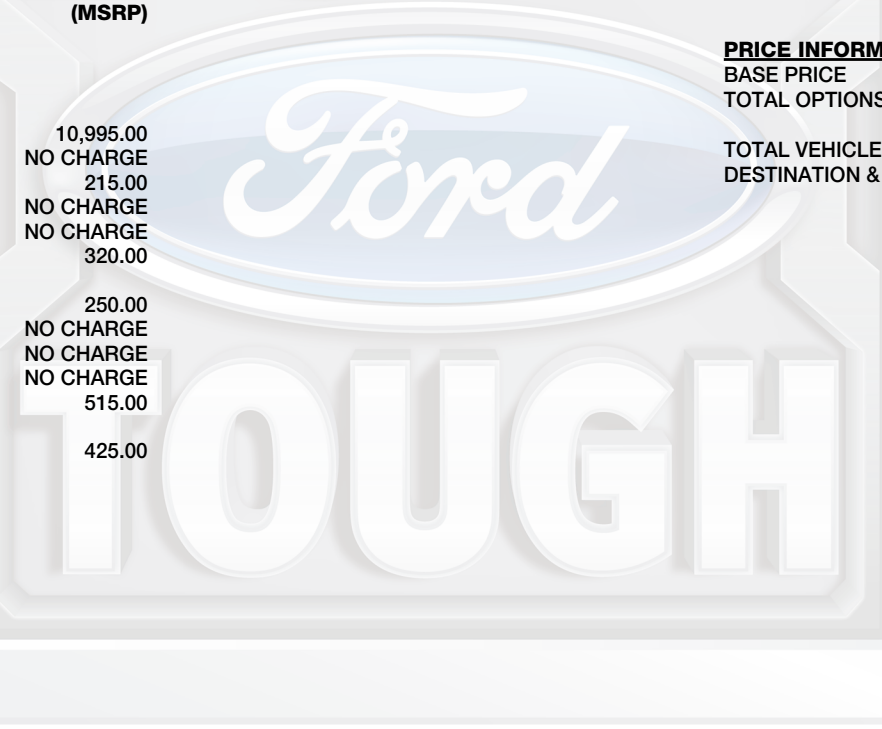 (MSRP)
10,995.00
NO CHARGE
215.00
NO CHARGE
NO CHARGE
320.00
250.00
NO CHARGE
NO CHARGE
NO CHARGE
515.00
425.00
PRICE INFORM
BASE PRICE
TOTAL OPTIONS
TOTAL VEHICLE
DESTINATION &
Ford
TOUGH